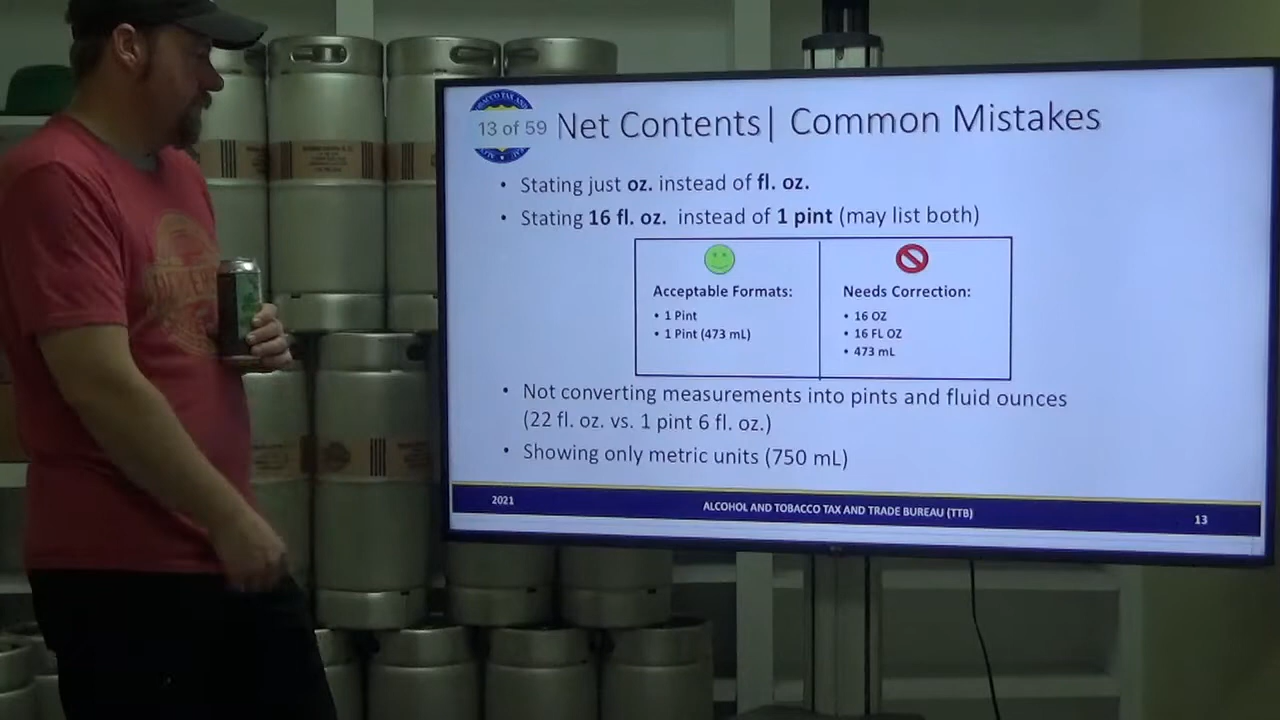 13 of 59
Net Contents| Common Mistakes
• Stating just oz. instead of fl. oz.
• Stating 16 fl. oz. instead of 1 pint (may list both)
Acceptable Formats:
• 1 Pint
• 1 Pint (473 mL)
Needs Correction:
• 16 OZ
• 16 FL OZ
• 473 mL
• Not converting measurements into pints and fluid ounces
(22 fl. oz. vs. 1 pint 6 fl. oz.)
• Showing only metric units (750 mL)
2021
ALCOHOL AND TOBACCO TAX AND TRADE BUREAU (TTB)
13